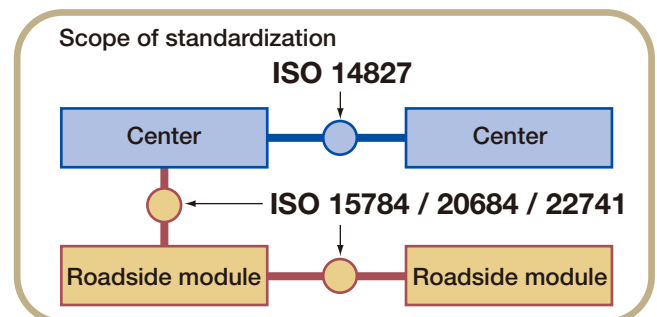 Scope of standardization
ISO 14827
Center
Center
ISO 15784 / 20684 / 22741
Roadside module
Roadside module